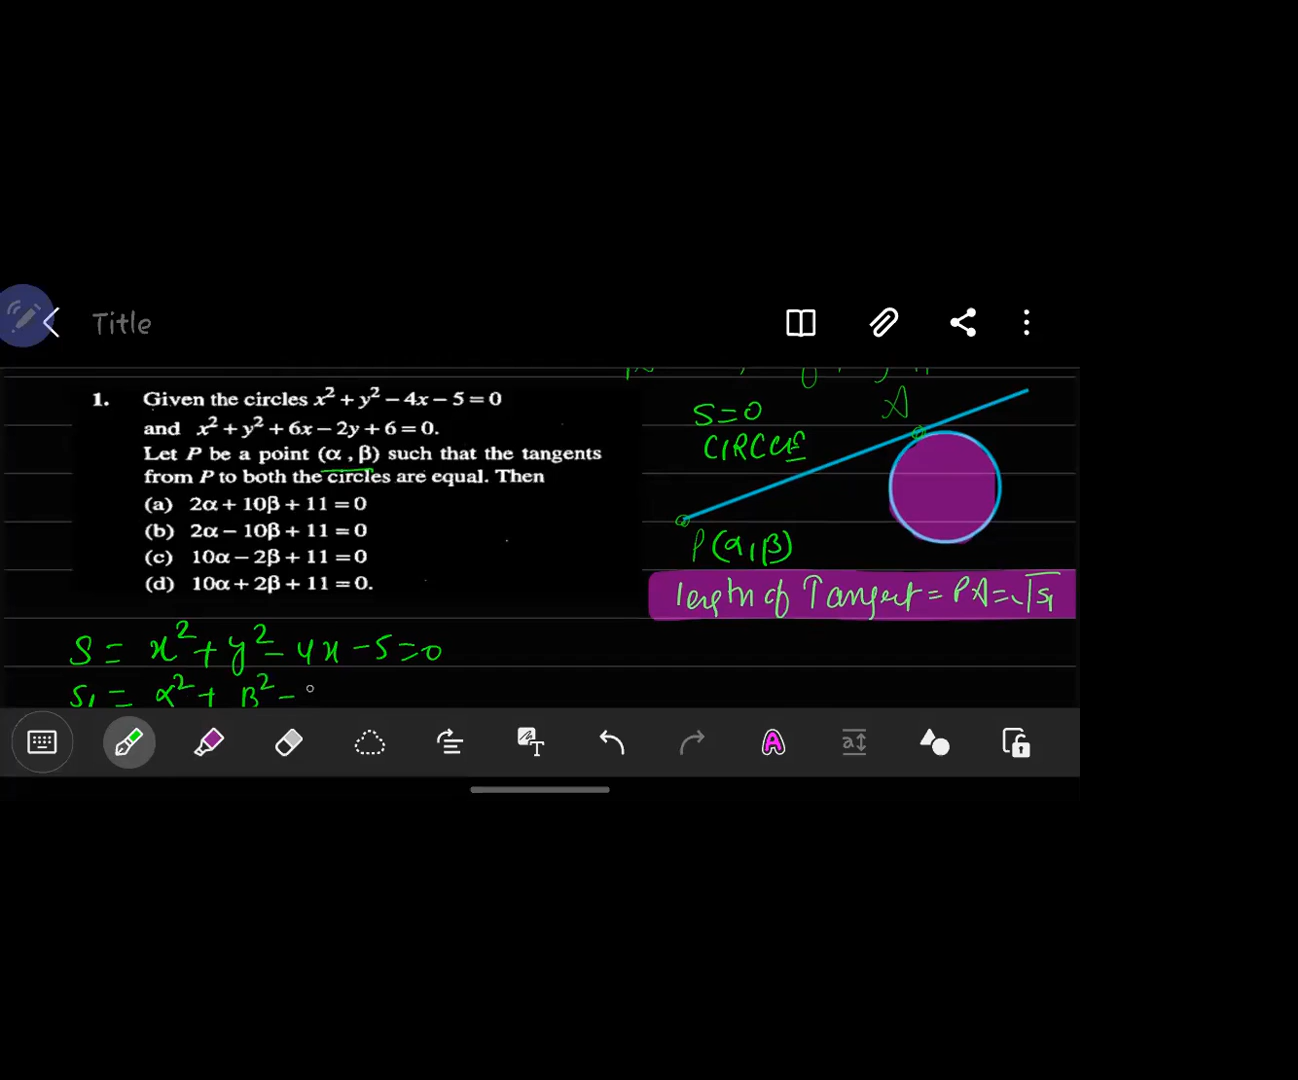 Title
1. Given the circles x² + y² – 4x – 5 = 0
and x² + y² + 6x – 2y + 6 = 0.
Let P be a point (α , β) such that the tangents
from P to both the circles are equal. Then
(a) 2α + 10β + 11 = 0
(b) 2α – 10β + 11 = 0
(c) 10α – 2β + 11 = 0
(d) 10α + 2β + 11 = 0.
S = 0
CIRCLE
A
P(α, β)
length of Tangent = PA = √S₁
S = x² + y² – 4x – 5 = 0
S₁ = α² + β² –